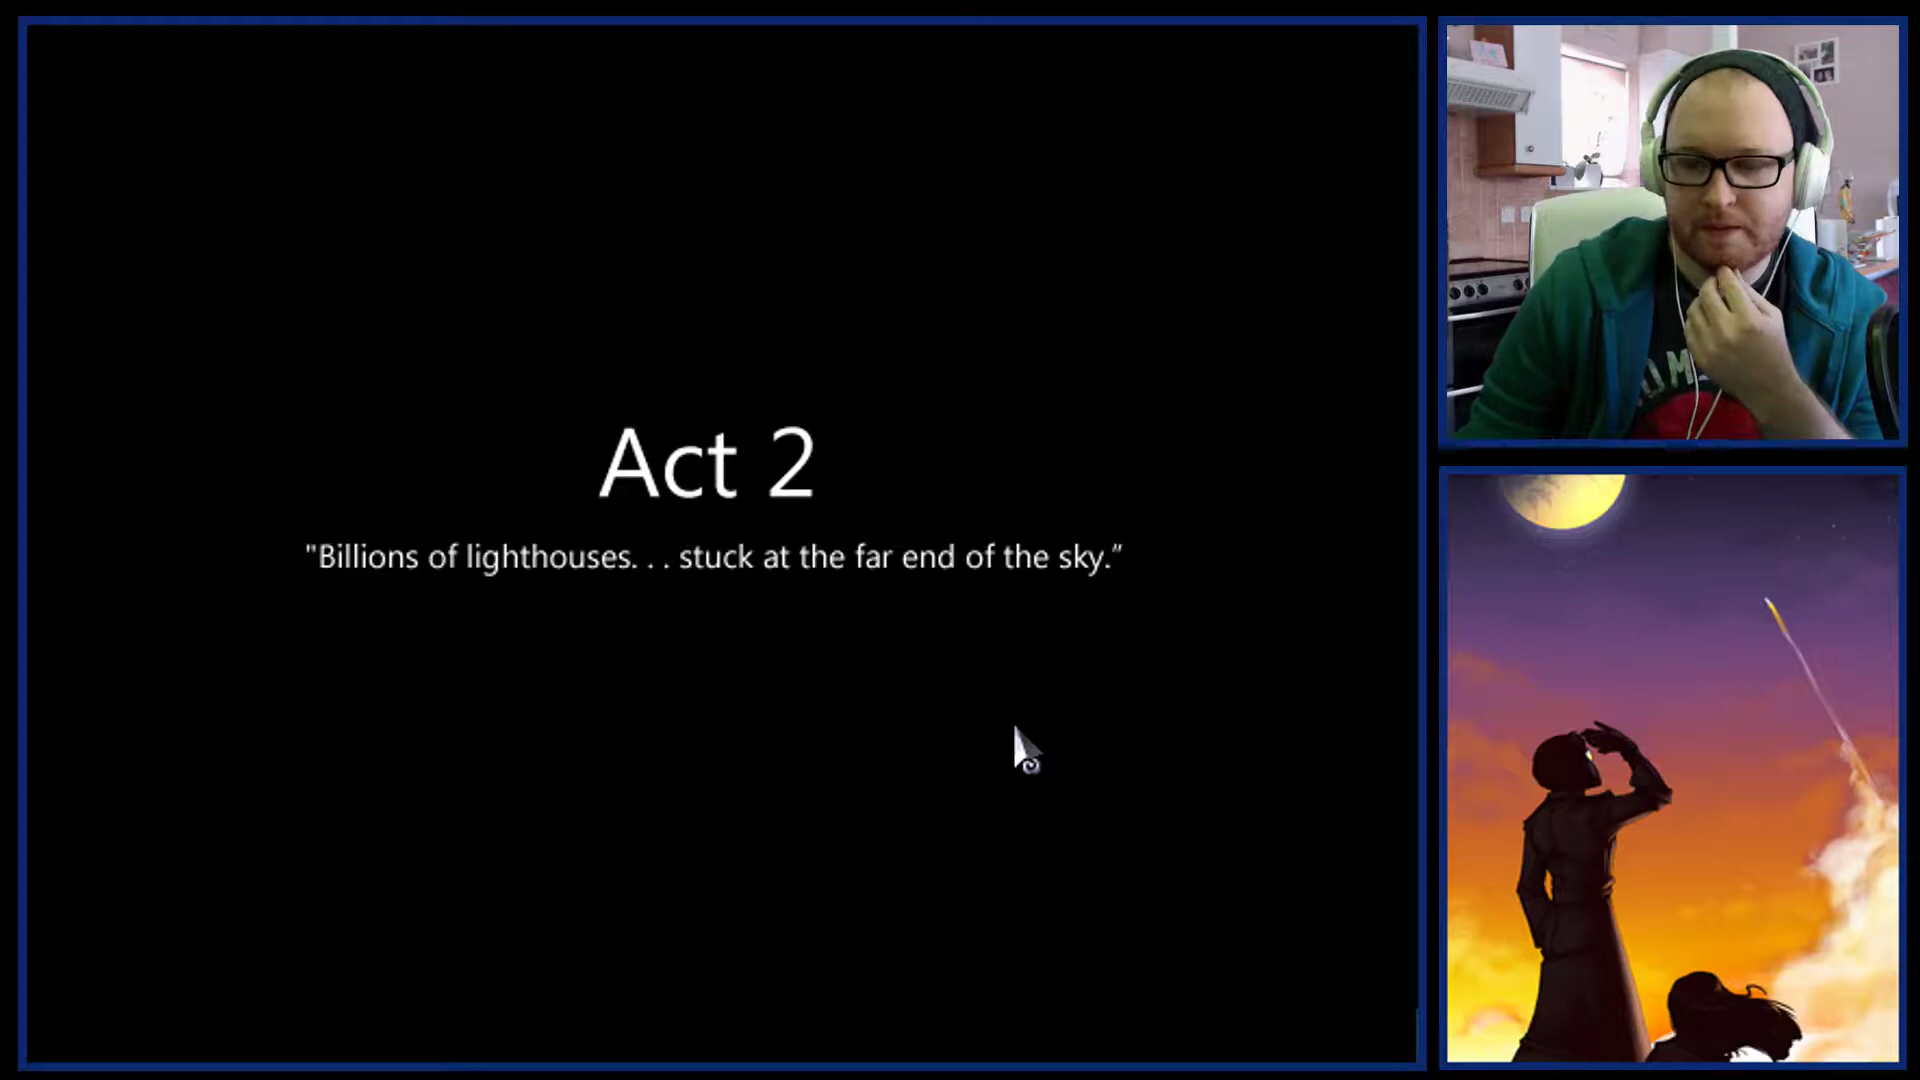 Act 2
"Billions of lighthouses. . . stuck at the far end of the sky.”